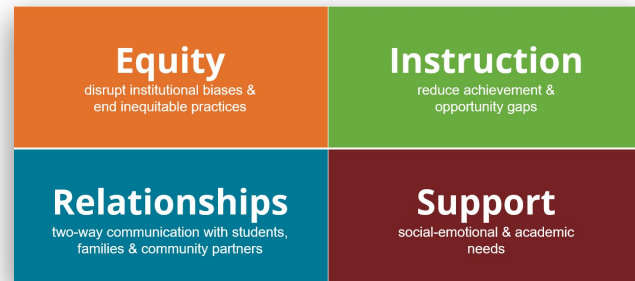 Equity
disrupt institutional biases &
end inequitable practices
Instruction
reduce achievement &
opportunity gaps
Relationships
two-way communication with students,
families & community partners
Support
social-emotional & academic
needs